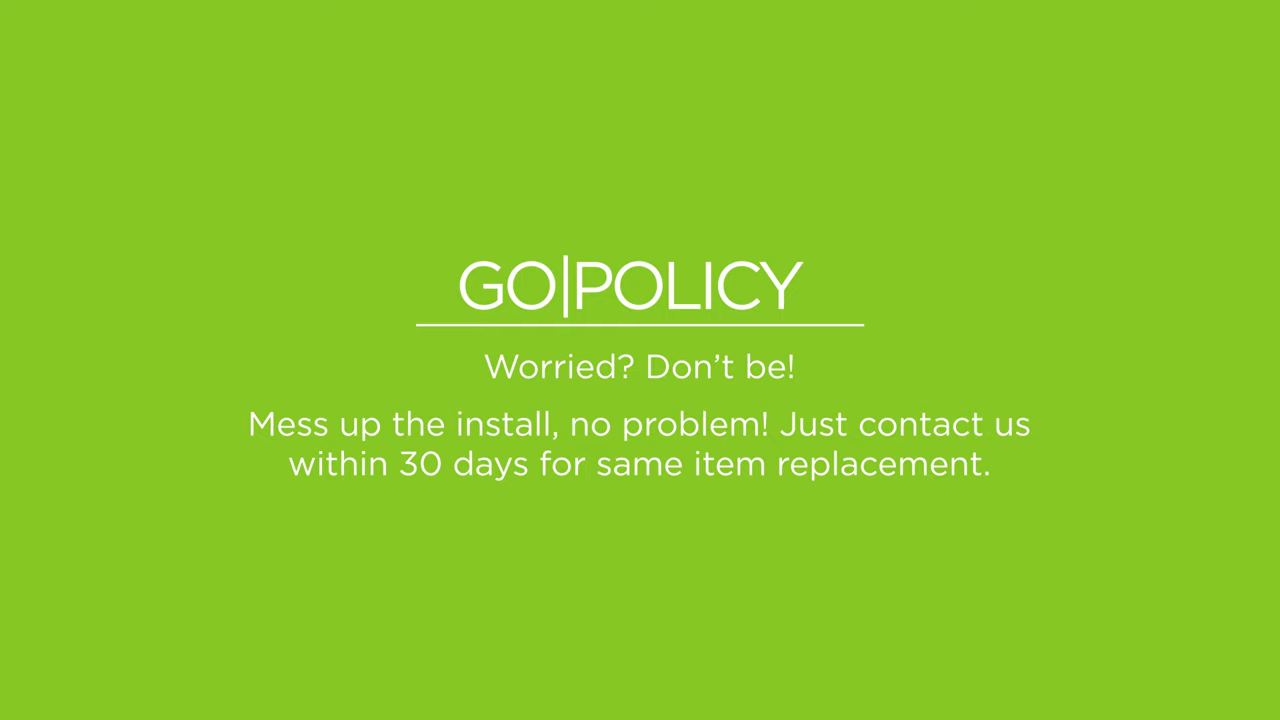 GO|POLICY
Worried? Don’t be!
Mess up the install, no problem! Just contact us
within 30 days for same item replacement.